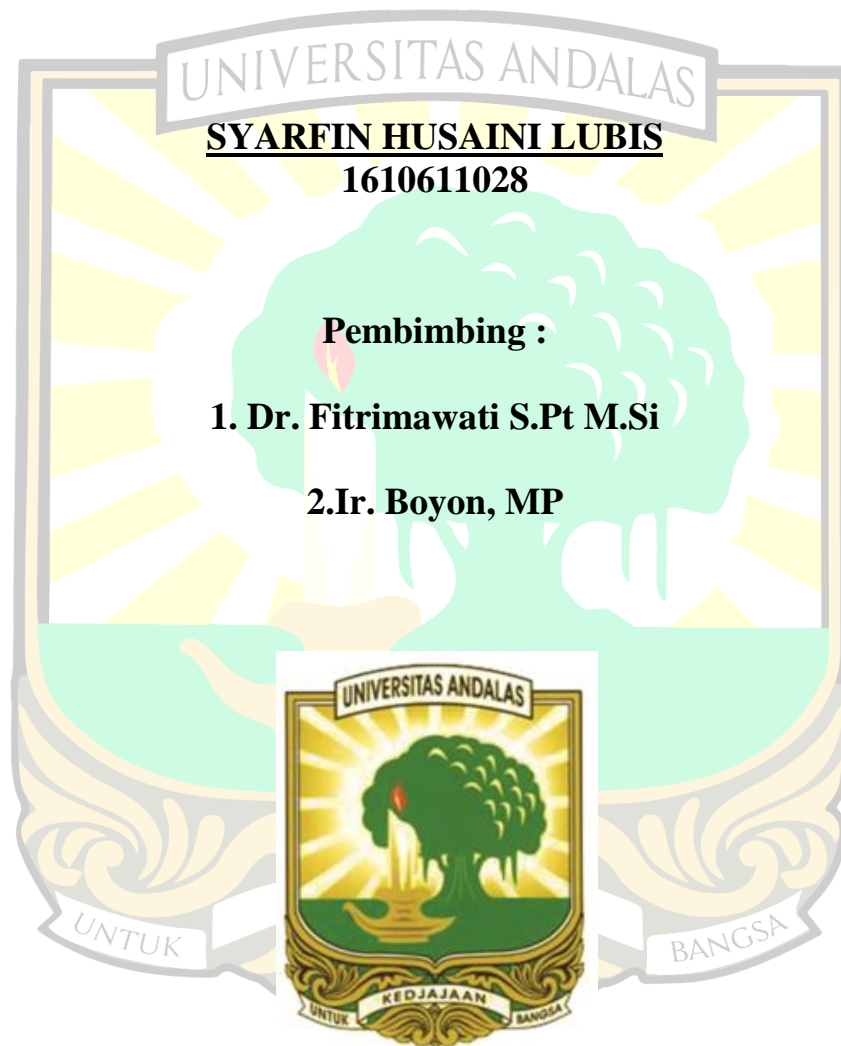 UNIVERSITAS ANDALAS
SYARFIN HUSAINI LUBIS
1610611028
Pembimbing :
1. Dr. Fitrimawati S.Pt M.Si
2.Ir. Boyon, MP
UNIVERSITAS ANDALAS
UNTUK BANGSA
UNTUK KEDJAJAAN BANGSA